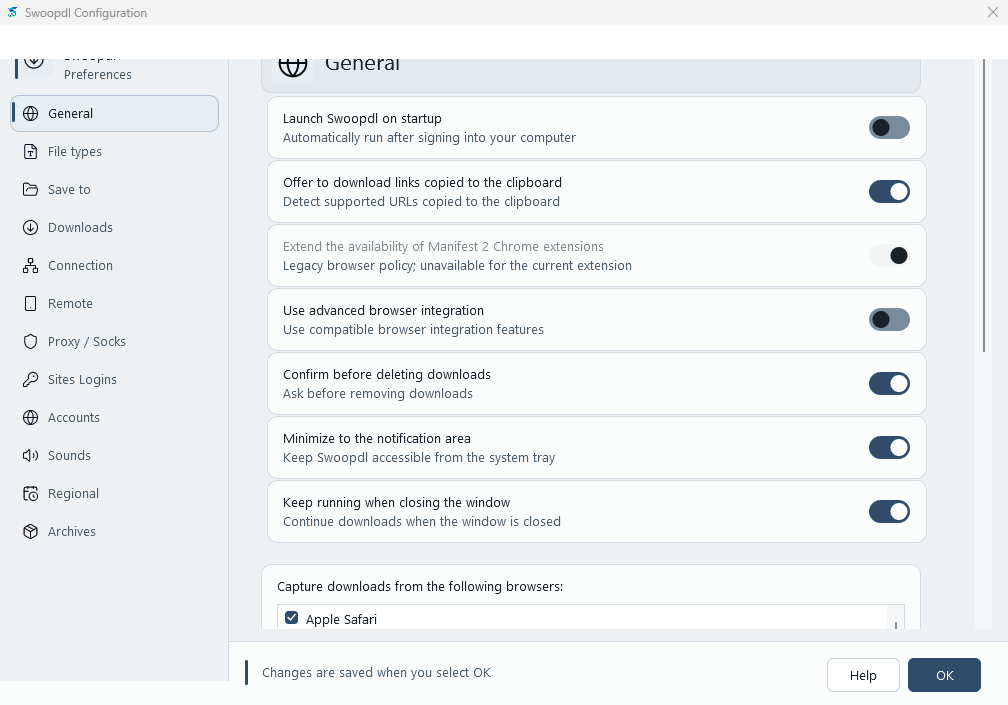 Swoopdl Configuration
Swoopdl
Preferences
General
File types
Save to
Downloads
Connection
Remote
Proxy / Socks
Sites Logins
Accounts
Sounds
Regional
Archives
General
Launch Swoopdl on startup
Automatically run after signing into your computer
Offer to download links copied to the clipboard
Detect supported URLs copied to the clipboard
Extend the availability of Manifest 2 Chrome extensions
Legacy browser policy; unavailable for the current extension
Use advanced browser integration
Use compatible browser integration features
Confirm before deleting downloads
Ask before removing downloads
Minimize to the notification area
Keep Swoopdl accessible from the system tray
Keep running when closing the window
Continue downloads when the window is closed
Capture downloads from the following browsers:
Apple Safari
Changes are saved when you select OK
Help
OK